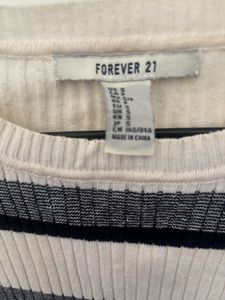 FOREVER 21
US S
EU S
UK S
KR S
JP S
CN 160/84A
MADE IN CHINA